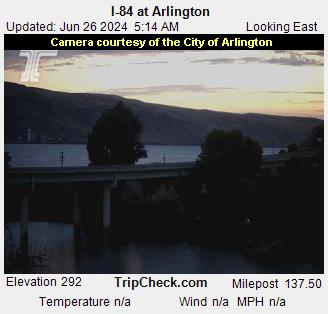 I-84 at Arlington
Updated: Jun 26 2024 5:14 AM Looking East
Camera courtesy of the City of Arlington
Elevation 292 TripCheck.com Milepost 137.50
Temperature n/a Wind n/a MPH n/a